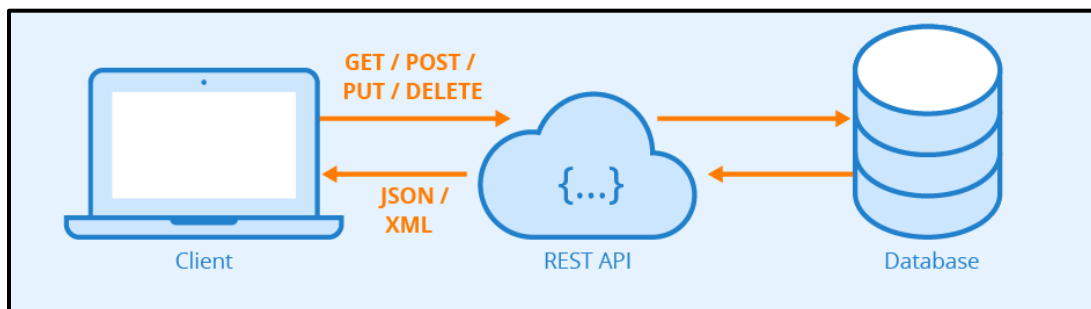 GET / POST /
PUT / DELETE
{...}
JSON /
XML
Client
REST API
Database